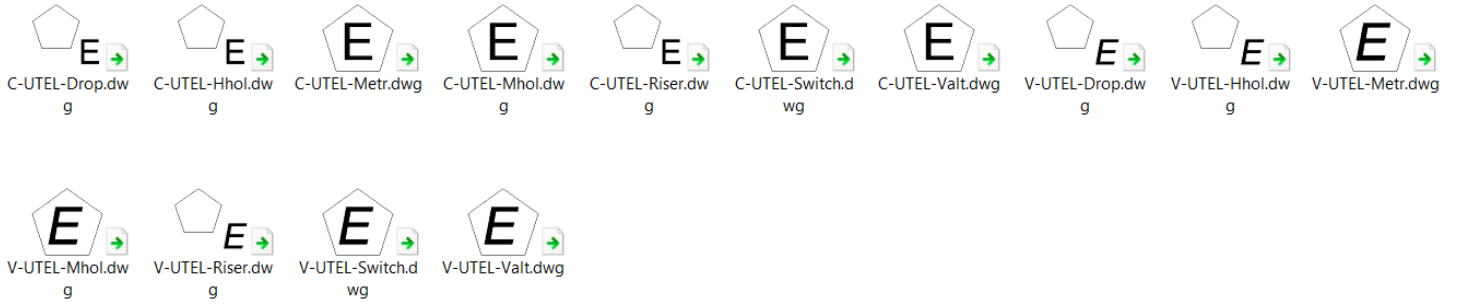 E E E E E E E E E E
C-UTEL-Drop.dw C-UTEL-Hhol.dw C-UTEL-Metr.dwg C-UTEL-Mhol.dw C-UTEL-Riser.dw C-UTEL-Switch.d C-UTEL-Valt.dwg V-UTEL-Drop.dw V-UTEL-Hhol.dw V-UTEL-Metr.dwg
g g g g wg g g
E E E E
V-UTEL-Mhol.dw V-UTEL-Riser.dw V-UTEL-Switch.d V-UTEL-Valt.dwg
g g wg